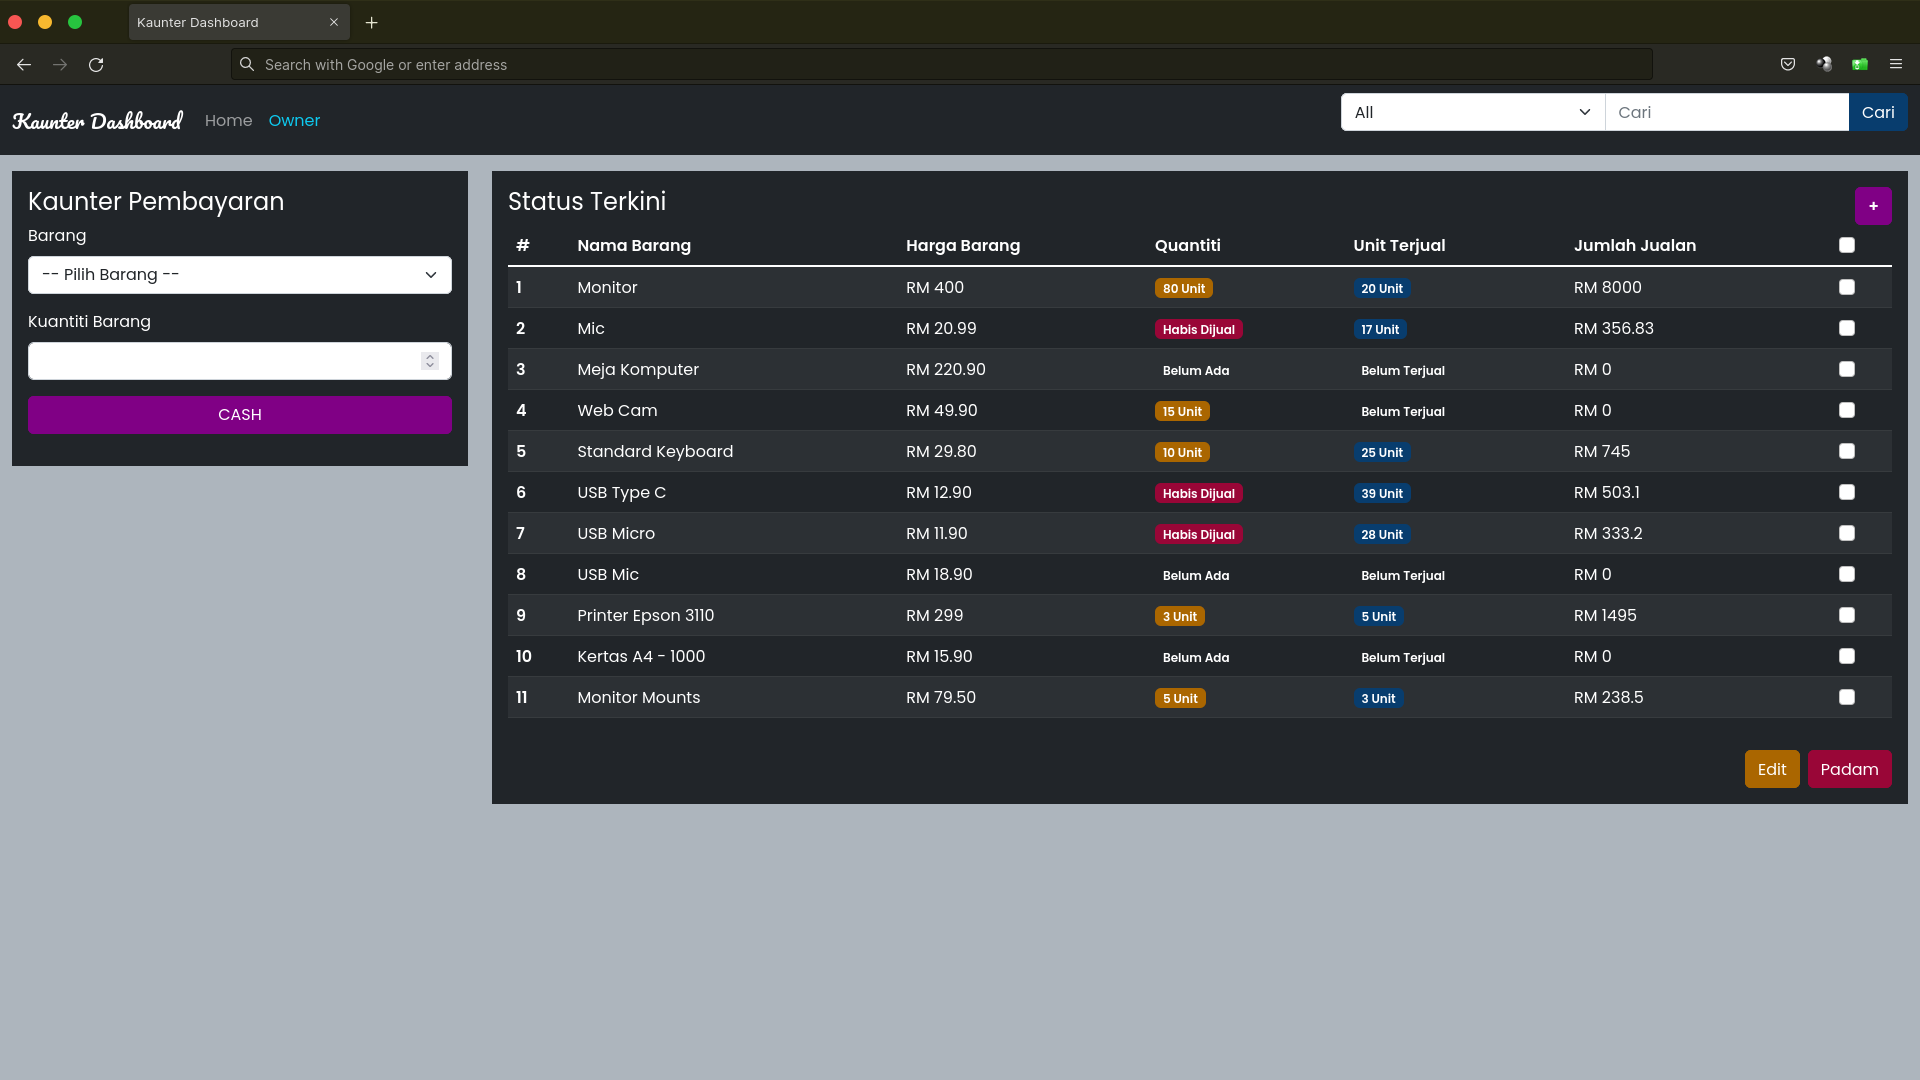 Kaunter Dashboard
Search with Google or enter address
Kaunter Dashboard Home Owner All Cari Cari
Kaunter Pembayaran
Barang
-- Pilih Barang --
Kuantiti Barang
CASH
Status Terkini +
# Nama Barang Harga Barang Quantiti Unit Terjual Jumlah Jualan
1 Monitor RM 400 80 Unit 20 Unit RM 8000
2 Mic RM 20.99 Habis Dijual 17 Unit RM 356.83
3 Meja Komputer RM 220.90 Belum Ada Belum Terjual RM 0
4 Web Cam RM 49.90 15 Unit Belum Terjual RM 0
5 Standard Keyboard RM 29.80 10 Unit 25 Unit RM 745
6 USB Type C RM 12.90 Habis Dijual 39 Unit RM 503.1
7 USB Micro RM 11.90 Habis Dijual 28 Unit RM 333.2
8 USB Mic RM 18.90 Belum Ada Belum Terjual RM 0
9 Printer Epson 3110 RM 299 3 Unit 5 Unit RM 1495
10 Kertas A4 - 1000 RM 15.90 Belum Ada Belum Terjual RM 0
11 Monitor Mounts RM 79.50 5 Unit 3 Unit RM 238.5
Edit Padam